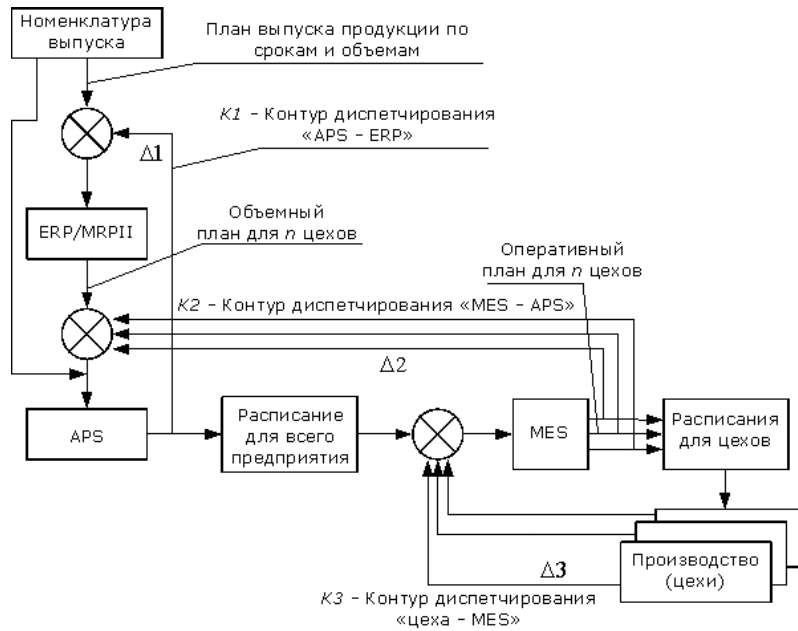 Номенклатура
выпуска
План выпуска продукции по
срокам и объемам
K1 – Контур диспетчирования
«APS – ERP»
Δ1
ERP/MRPII
Объемный
план для n цехов
Оперативный
план для n цехов
K2 – Контур диспетчирования «MES – APS»
Δ2
APS
Расписание
для всего
предприятия
MES
Расписания
для цехов
Производство
(цехи)
Δ3
K3 – Контур диспетчирования
«цеха – MES»